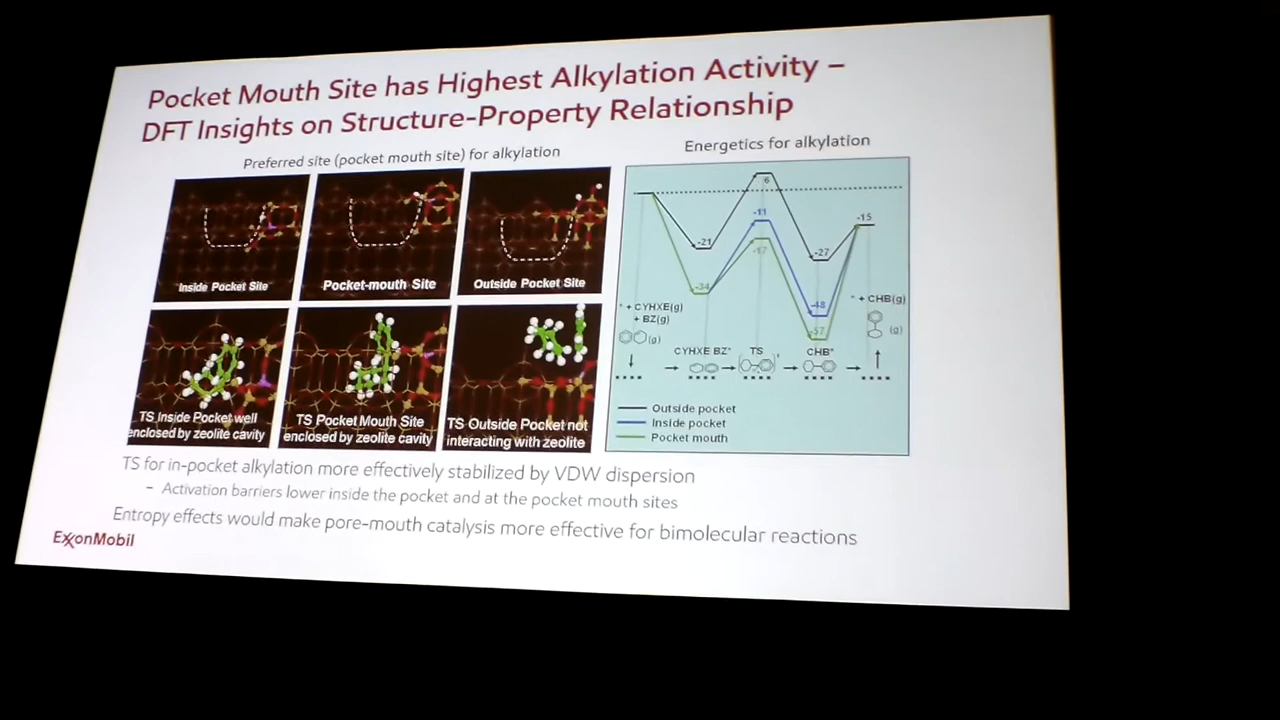 Pocket Mouth Site has Highest Alkylation Activity –
DFT Insights on Structure-Property Relationship
Preferred site (pocket mouth site) for alkylation
Energetics for alkylation
Inside Pocket Site
Pocket-mouth Site
Outside Pocket Site
TS Inside Pocket well
enclosed by zeolite cavity
TS Pocket Mouth Site
enclosed by zeolite cavity
TS Outside Pocket not
interacting with zeolite
6
-11
-17
-15
-21
-27
-34
-48
-57
* + CYHXE(g)
+ BZ(g)
(g)
* + CHB(g)
(g)
CYHXE BZ*
TS
CHB*
Outside pocket
Inside pocket
Pocket mouth
TS for in-pocket alkylation more effectively stabilized by VDW dispersion
– Activation barriers lower inside the pocket and at the pocket mouth sites
Entropy effects would make pore-mouth catalysis more effective for bimolecular reactions
ExxonMobil